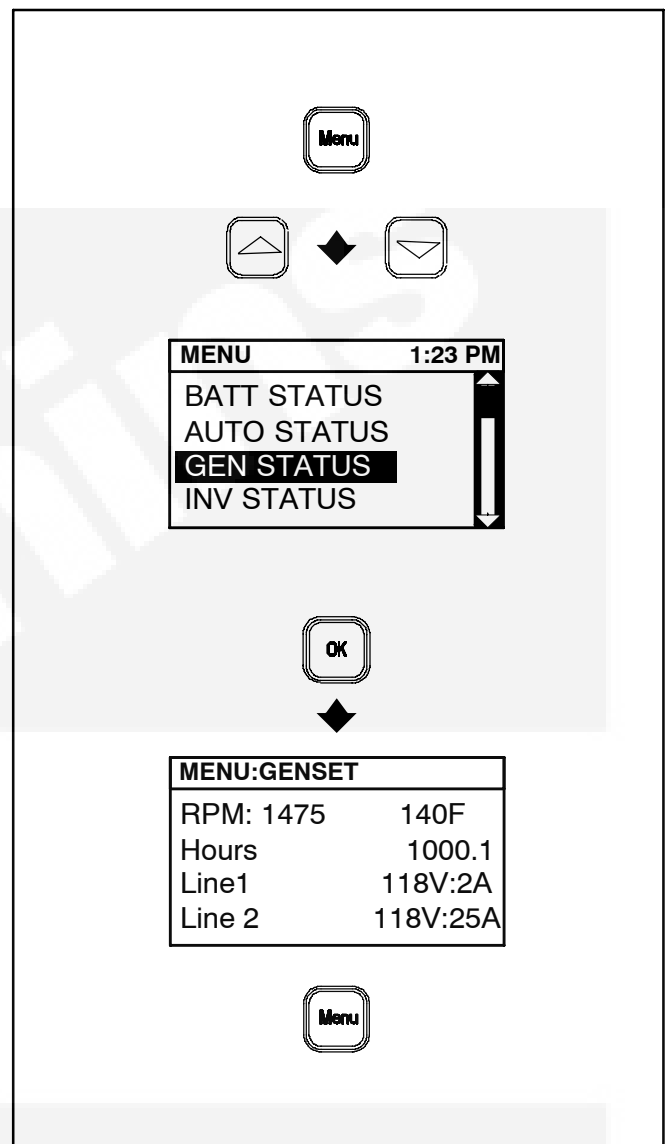 Menu
MENU 1:23 PM
BATT STATUS
AUTO STATUS
GEN STATUS
INV STATUS
OK
MENU:GENSET
RPM: 1475 140F
Hours 1000.1
Line1 118V:2A
Line 2 118V:25A
Menu